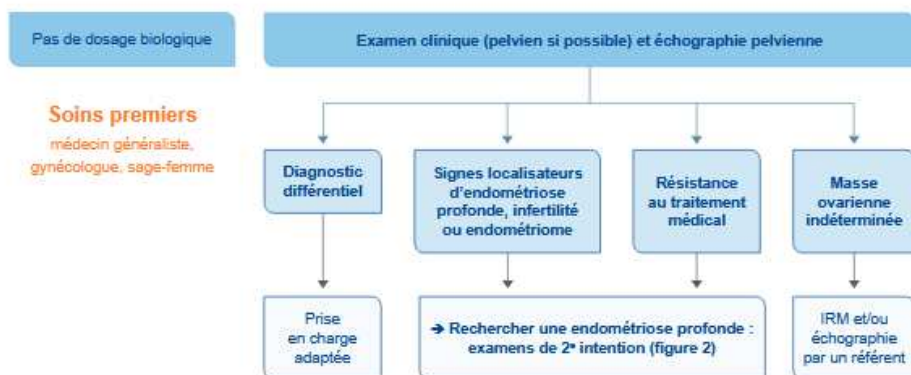 Pas de dosage biologique
Examen clinique (pelvien si possible) et échographie pelvienne
Soins premiers
médecin généraliste,
gynécologue, sage-femme
Diagnostic
différentiel
Signes localisateurs
d'endométriose
profonde, infertilité
ou endométriome
Résistance
au traitement
médical
Masse
ovarienne
indéterminée
Prise
en charge
adaptée
➔ Rechercher une endométriose profonde :
examens de 2e intention (figure 2)
IRM et/ou
échographie
par un référent